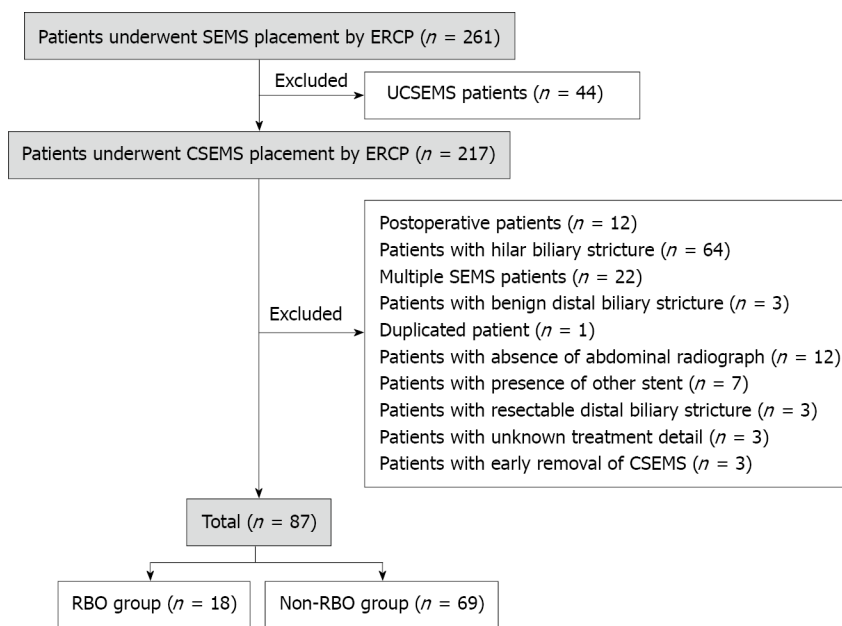 Patients underwent SEMS placement by ERCP (n = 261)
Excluded
UCSEMS patients (n = 44)
Patients underwent CSEMS placement by ERCP (n = 217)
Excluded
Postoperative patients (n = 12)
Patients with hilar biliary stricture (n = 64)
Multiple SEMS patients (n = 22)
Patients with benign distal biliary stricture (n = 3)
Duplicated patient (n = 1)
Patients with absence of abdominal radiograph (n = 12)
Patients with presence of other stent (n = 7)
Patients with resectable distal biliary stricture (n = 3)
Patients with unknown treatment detail (n = 3)
Patients with early removal of CSEMS (n = 3)
Total (n = 87)
RBO group (n = 18)
Non-RBO group (n = 69)